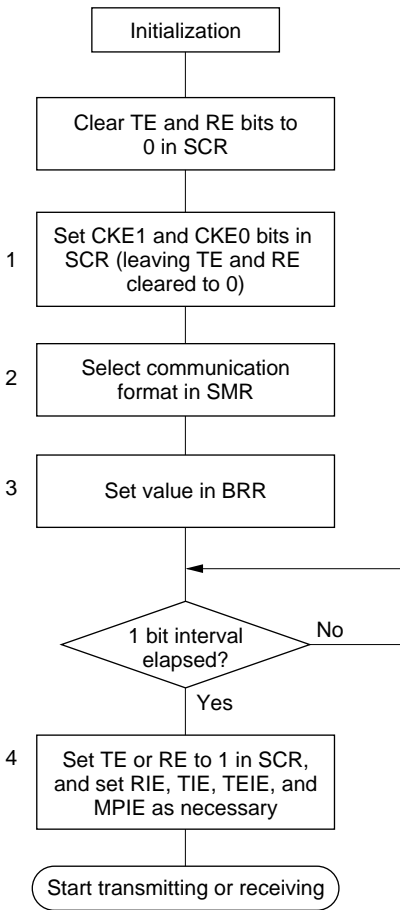 Initialization
Clear TE and RE bits to
0 in SCR
1
Set CKE1 and CKE0 bits in
SCR (leaving TE and RE
cleared to 0)
2
Select communication
format in SMR
3
Set value in BRR
1 bit interval
elapsed?
No
Yes
4
Set TE or RE to 1 in SCR,
and set RIE, TIE, TEIE, and
MPIE as necessary
Start transmitting or receiving